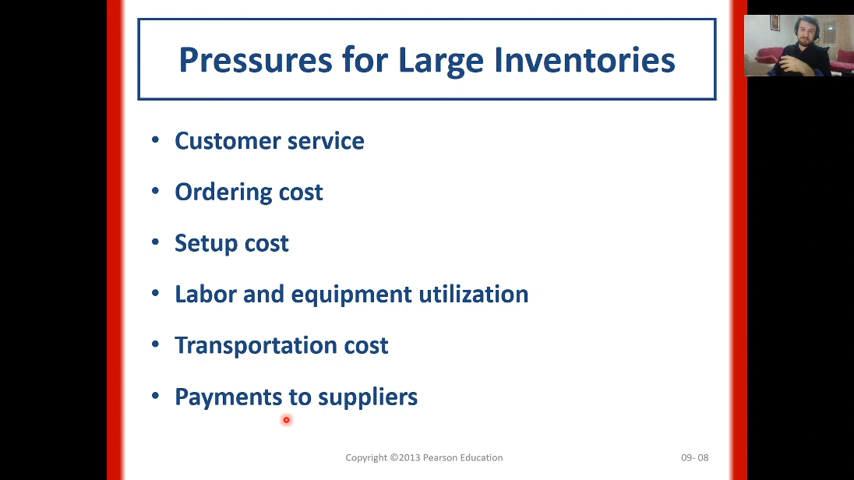 Pressures for Large Inventories
• Customer service
• Ordering cost
• Setup cost
• Labor and equipment utilization
• Transportation cost
• Payments to suppliers
Copyright ©2013 Pearson Education
09- 08